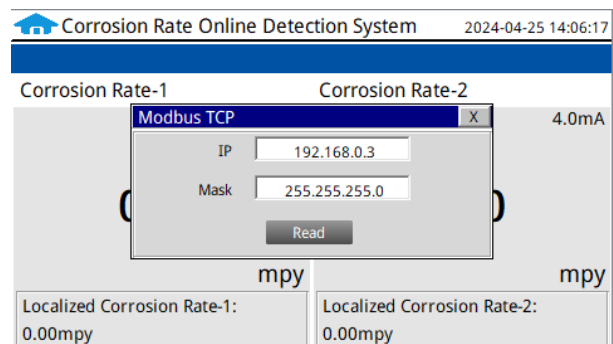 Corrosion Rate Online Detection System 2024-04-25 14:06:17
Corrosion Rate-1 Corrosion Rate-2
Modbus TCP X 4.0mA
IP 192.168.0.3
Mask 255.255.255.0
Read
mpy mpy
Localized Corrosion Rate-1: Localized Corrosion Rate-2:
0.00mpy 0.00mpy